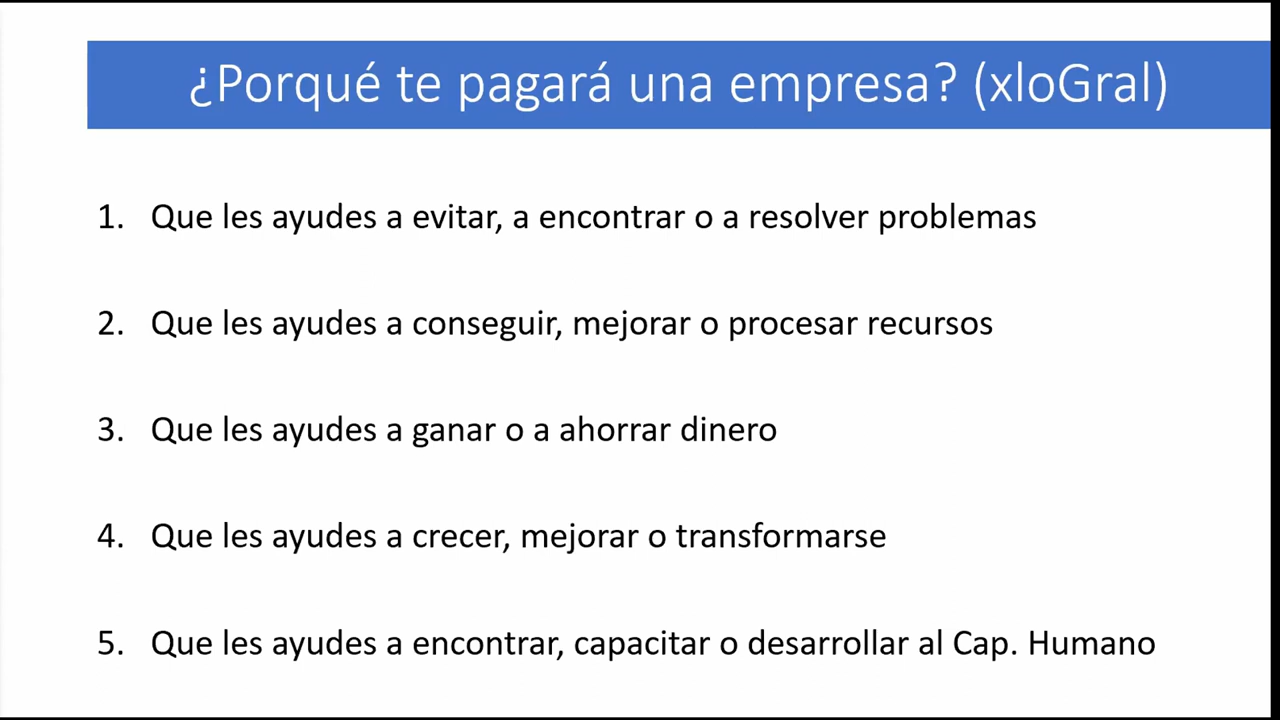 ¿Porqué te pagará una empresa? (xloGral)
1. Que les ayudes a evitar, a encontrar o a resolver problemas
2. Que les ayudes a conseguir, mejorar o procesar recursos
3. Que les ayudes a ganar o a ahorrar dinero
4. Que les ayudes a crecer, mejorar o transformarse
5. Que les ayudes a encontrar, capacitar o desarrollar al Cap. Humano